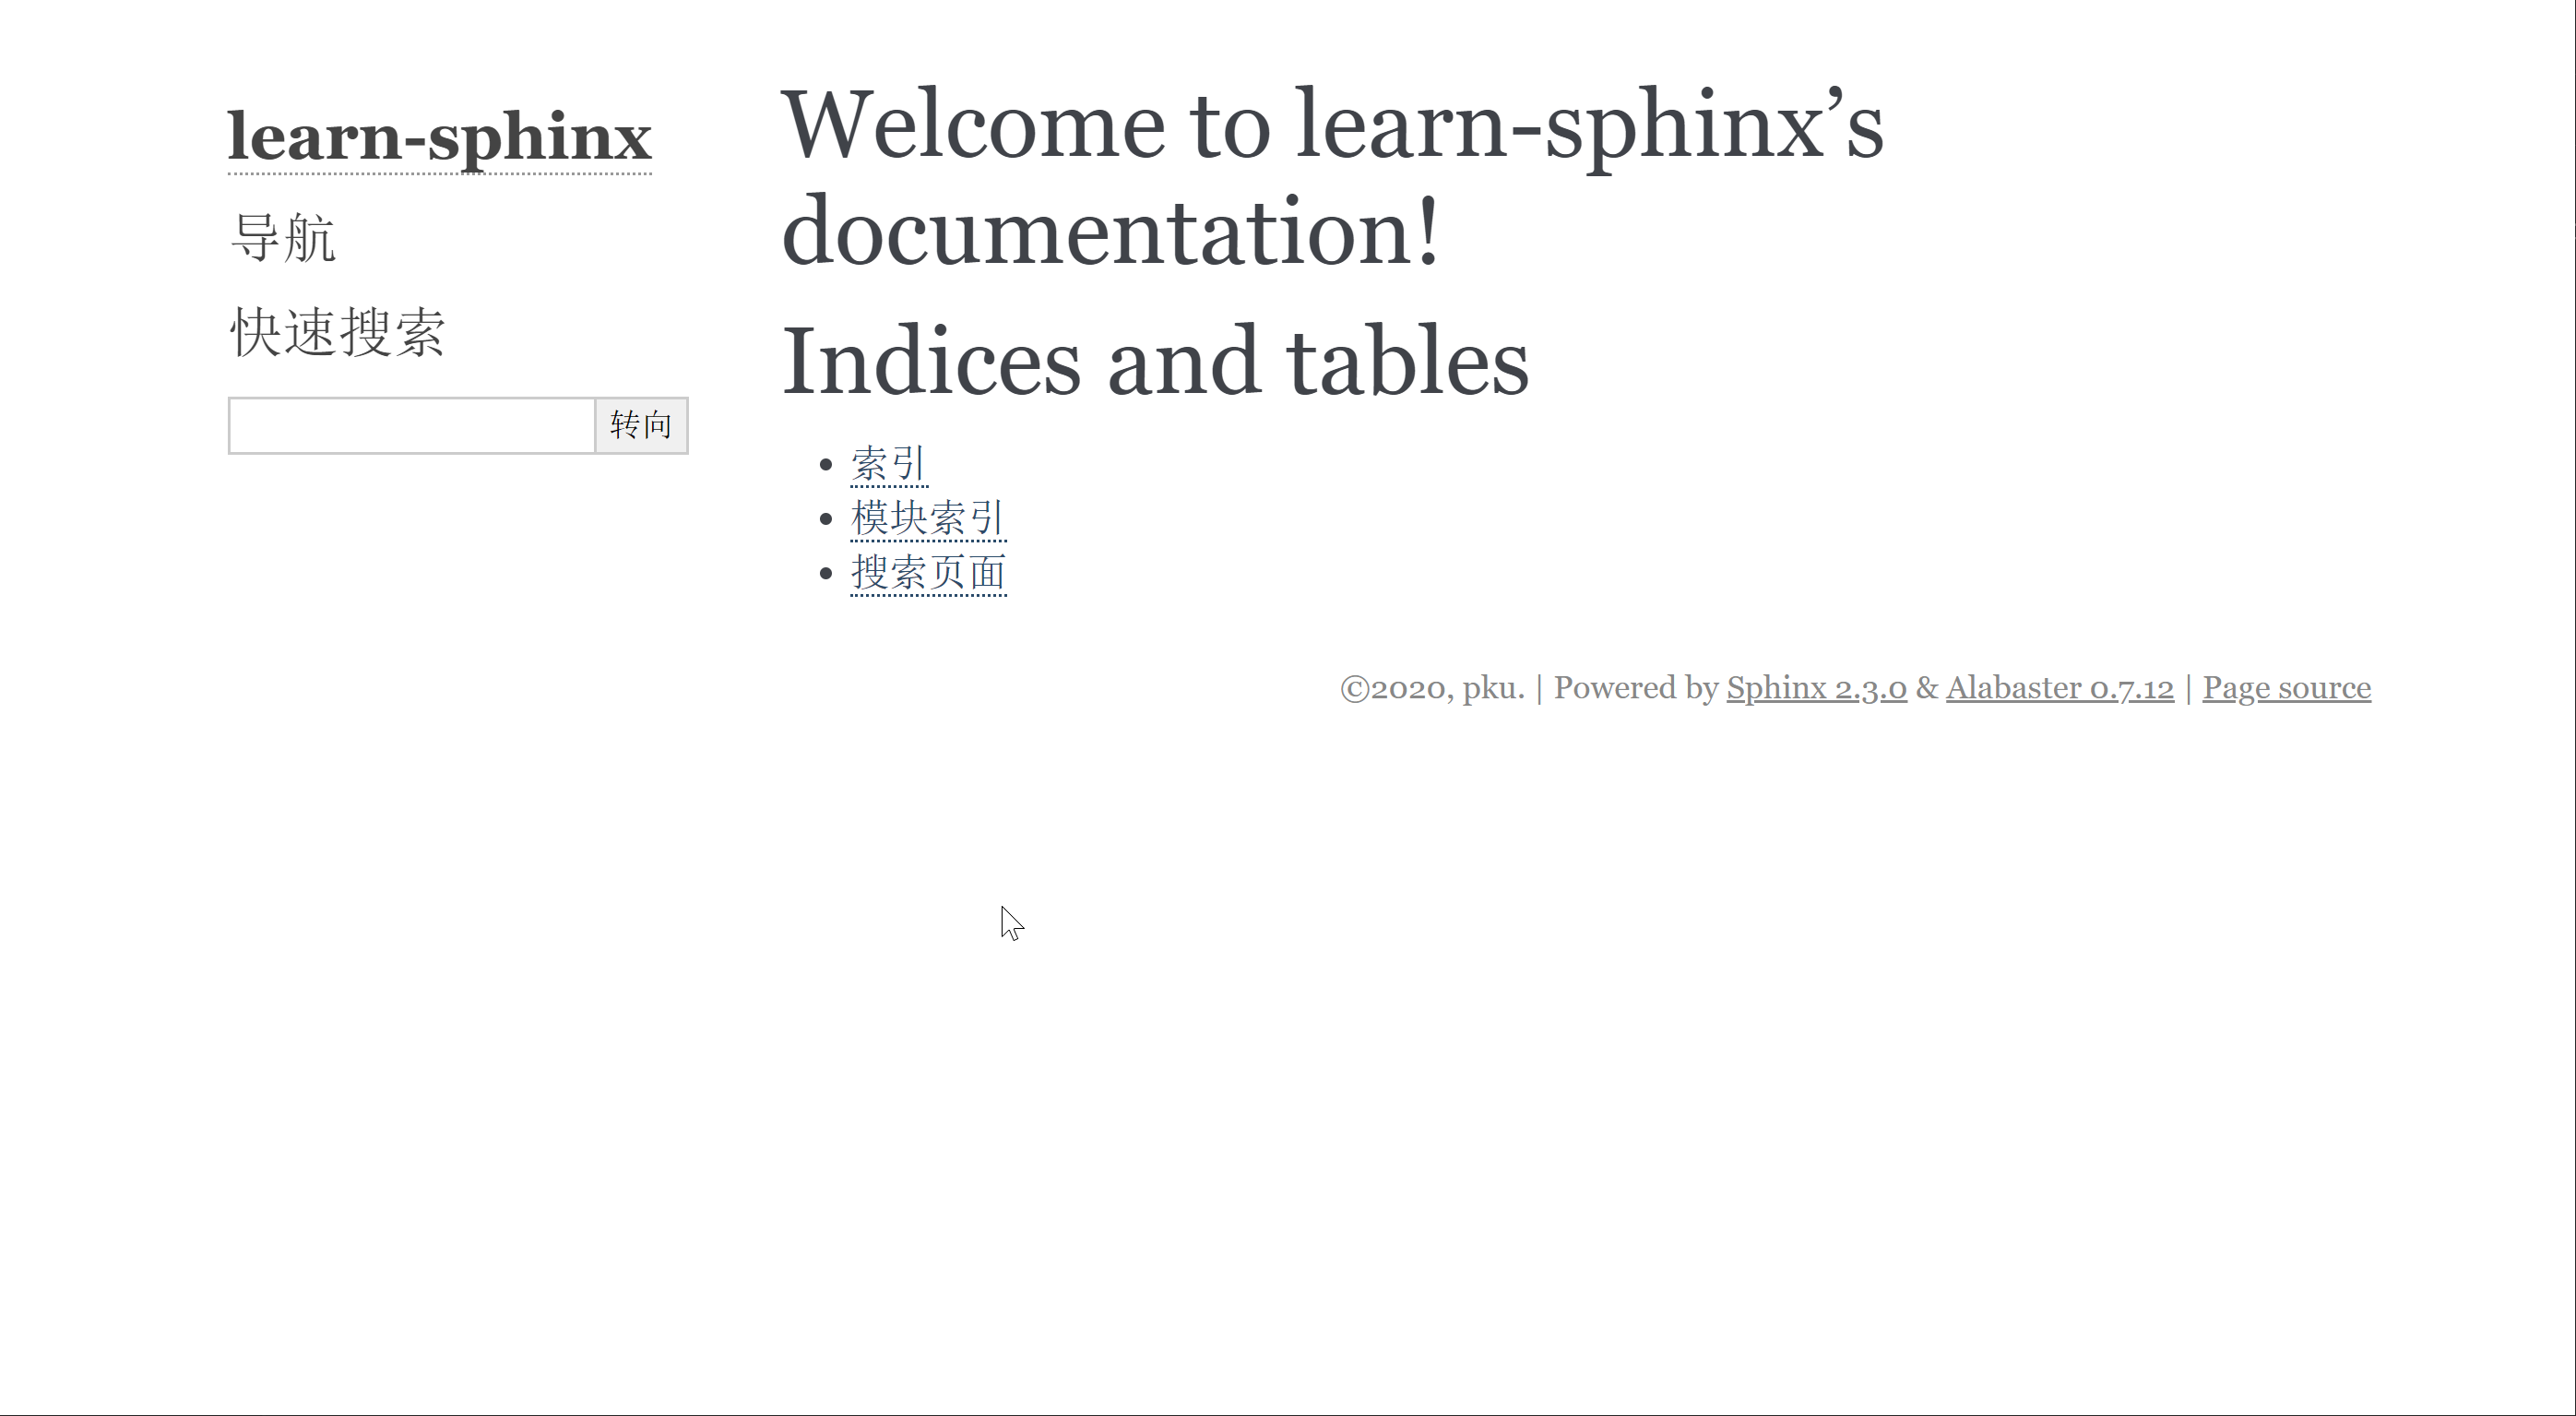 learn-sphinx
导航
快速搜索
转向
Welcome to learn-sphinx’s
documentation!
Indices and tables
索引
模块索引
搜索页面
©2020, pku. | Powered by Sphinx 2.3.0 & Alabaster 0.7.12 | Page source